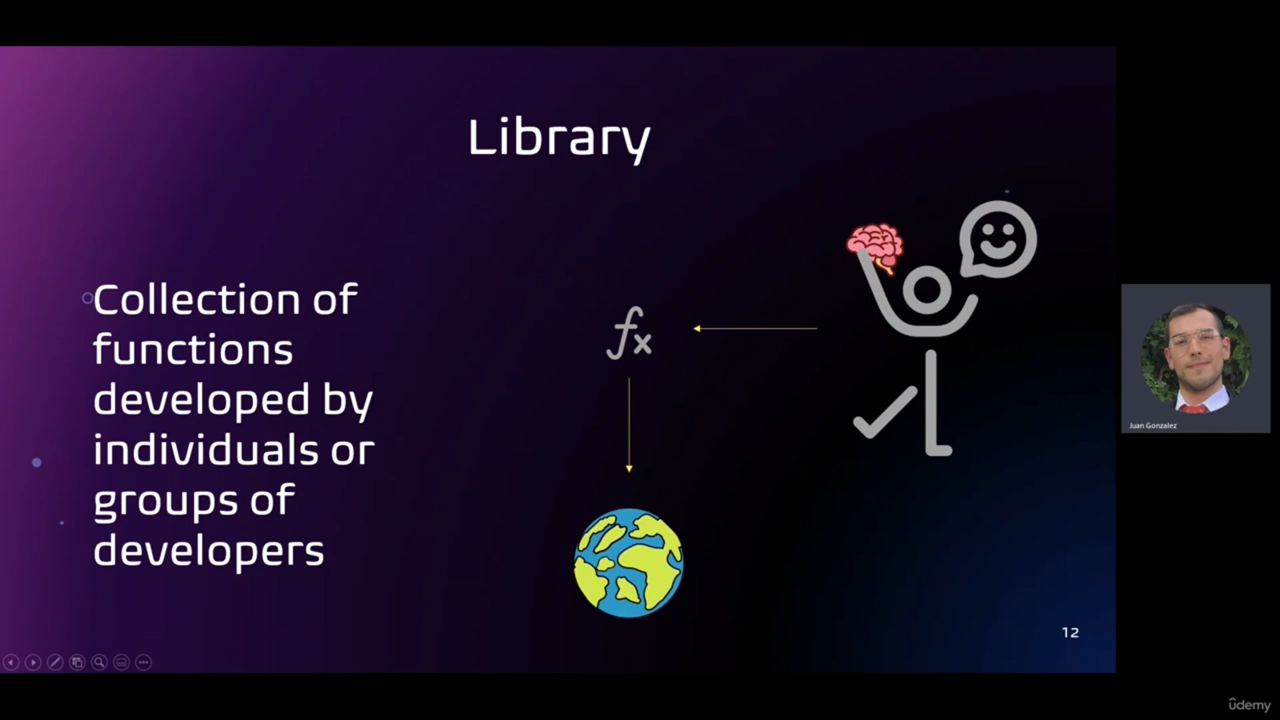 Library
Collection of
functions
developed by
individuals or
groups of
developers
fx
Juan Gonzalez
12
ûdemy